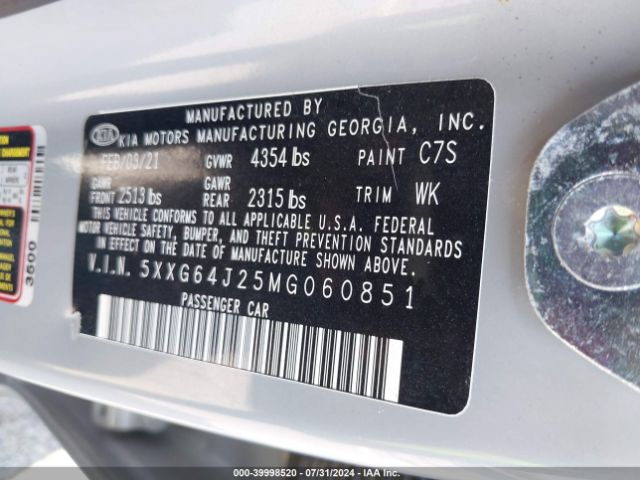 MANUFACTURED BY
KIA KIA MOTORS MANUFACTURING GEORGIA, INC.
FEB/03/21 GVWR 4354 lbs PAINT C7S
GAWR GAWR
FRONT 2513 lbs REAR 2315 lbs TRIM WK
THIS VEHICLE CONFORMS TO ALL APPLICABLE U.S.A. FEDERAL
MOTOR VEHICLE SAFETY, BUMPER, AND THEFT PREVENTION STANDARDS
IN EFFECT ON THE DATE OF MANUFACTURE SHOWN ABOVE.
V.I.N. 5XXG64J25MG060851
PASSENGER CAR
3600
000-39998520 - 07/31/2024 - IAA Inc.